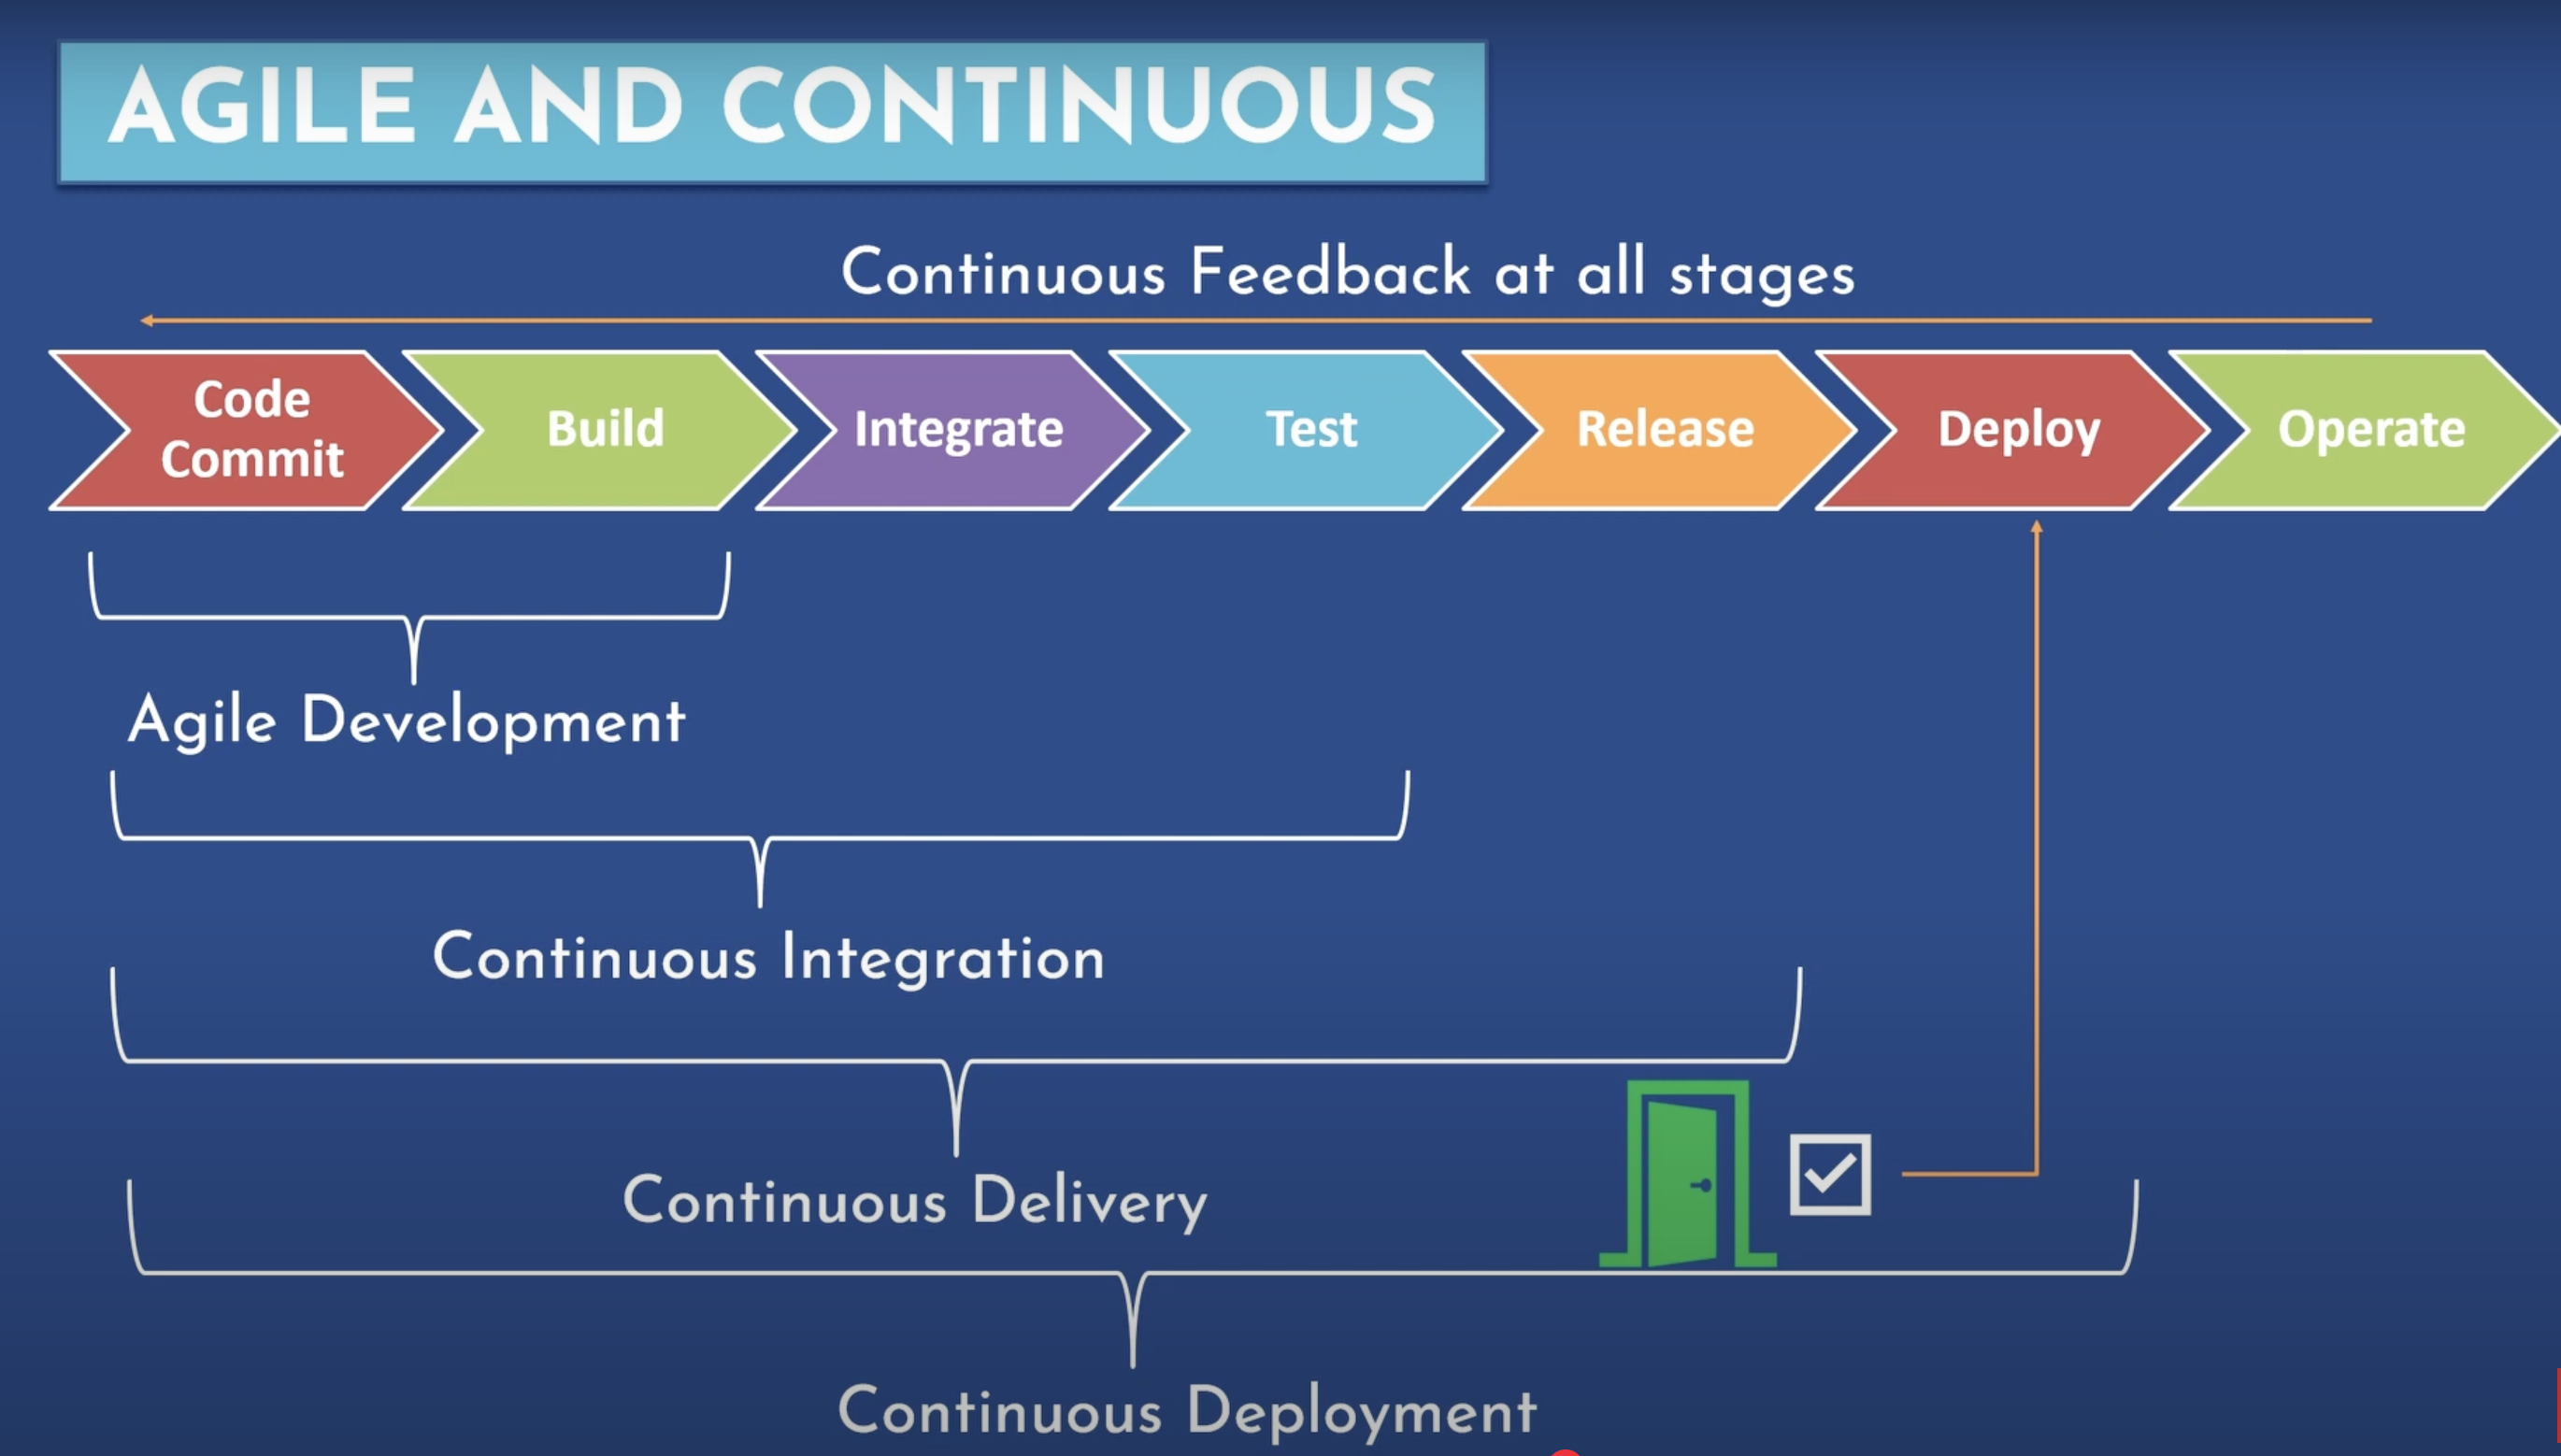 AGILE AND CONTINUOUS
Continuous Feedback at all stages
Code
Commit
Build
Integrate
Test
Release
Deploy
Operate
Agile Development
Continuous Integration
Continuous Delivery
Continuous Deployment